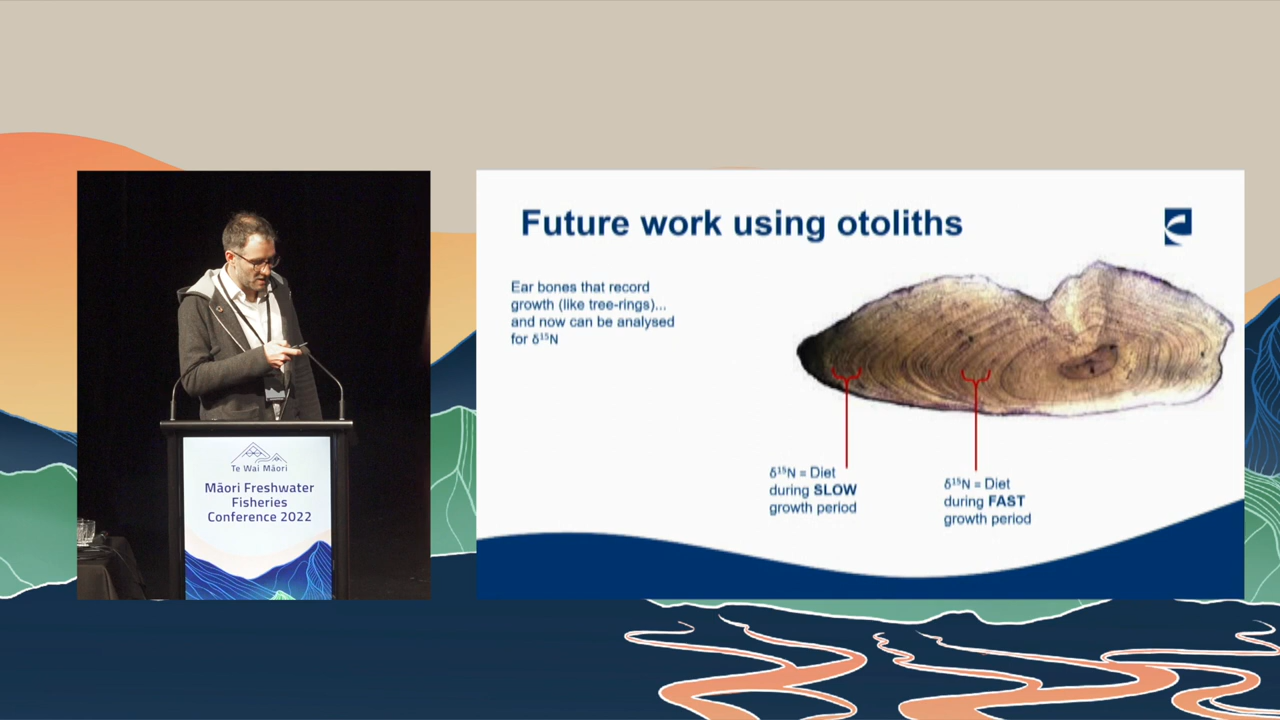 Te Wai Māori
Māori Freshwater
Fisheries
Conference 2022
Future work using otoliths
Ear bones that record
growth (like tree-rings)...
and now can be analysed
for δ¹⁵N
δ¹⁵N = Diet
during SLOW
growth period
δ¹⁵N = Diet
during FAST
growth period